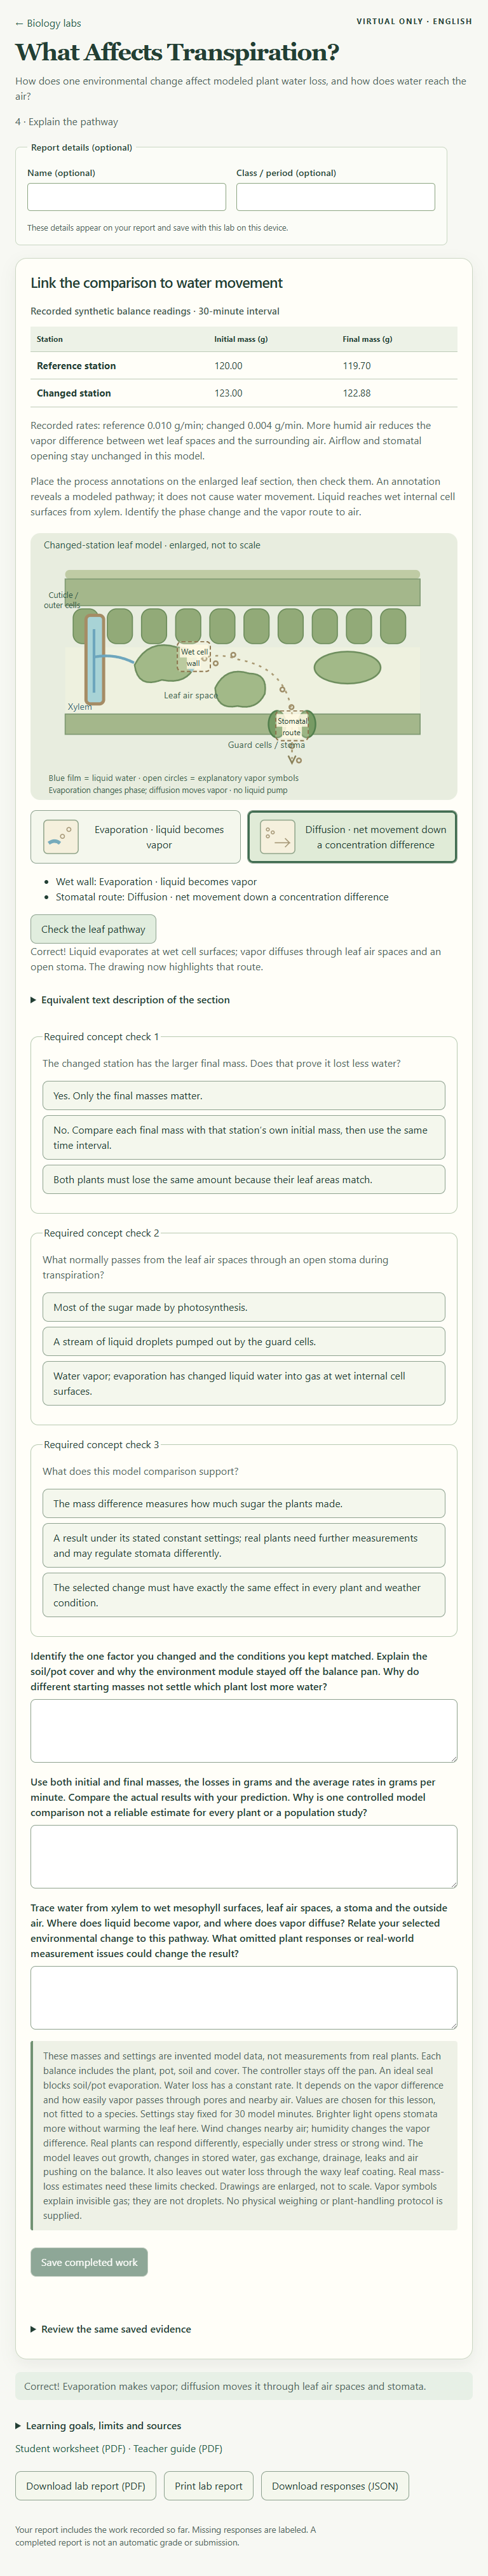 ← Biology labs
VIRTUAL ONLY · ENGLISH
What Affects Transpiration?
How does one environmental change affect modeled plant water loss, and how does water reach the
air?
4 · Explain the pathway
Report details (optional)
Name (optional)
Class / period (optional)
These details appear on your report and save with this lab on this device.
Link the comparison to water movement
Recorded synthetic balance readings · 30-minute interval
Station Initial mass (g) Final mass (g)
Reference station 120.00 119.70
Changed station 123.00 122.88
Recorded rates: reference 0.010 g/min; changed 0.004 g/min. More humid air reduces the
vapor difference between wet leaf spaces and the surrounding air. Airflow and stomatal
opening stay unchanged in this model.
Place the process annotations on the enlarged leaf section, then check them. An annotation
reveals a modeled pathway; it does not cause water movement. Liquid reaches wet internal cell
surfaces from xylem. Identify the phase change and the vapor route to air.
Changed-station leaf model · enlarged, not to scale
Cuticle /
outer cells
Wet cell
wall
Leaf air space
Xylem
Stomatal
route
Guard cells / stoma
Blue film = liquid water · open circles = explanatory vapor symbols
Evaporation changes phase; diffusion moves vapor · no liquid pump
Evaporation · liquid becomes
vapor
Diffusion · net movement down
a concentration difference
• Wet wall: Evaporation · liquid becomes vapor
• Stomatal route: Diffusion · net movement down a concentration difference
Check the leaf pathway
Correct! Liquid evaporates at wet cell surfaces; vapor diffuses through leaf air spaces and an
open stoma. The drawing now highlights that route.
▶ Equivalent text description of the section
Required concept check 1
The changed station has the larger final mass. Does that prove it lost less water?
Yes. Only the final masses matter.
No. Compare each final mass with that station's own initial mass, then use the same
time interval.
Both plants must lose the same amount because their leaf areas match.
Required concept check 2
What normally passes from the leaf air spaces through an open stoma during
transpiration?
Most of the sugar made by photosynthesis.
A stream of liquid droplets pumped out by the guard cells.
Water vapor; evaporation has changed liquid water into gas at wet internal cell
surfaces.
Required concept check 3
What does this model comparison support?
The mass difference measures how much sugar the plants made.
A result under its stated constant settings; real plants need further measurements
and may regulate stomata differently.
The selected change must have exactly the same effect in every plant and weather
condition.
Identify the one factor you changed and the conditions you kept matched. Explain the
soil/pot cover and why the environment module stayed off the balance pan. Why do
different starting masses not settle which plant lost more water?
Use both initial and final masses, the losses in grams and the average rates in grams per
minute. Compare the actual results with your prediction. Why is one controlled model
comparison not a reliable estimate for every plant or a population study?
Trace water from xylem to wet mesophyll surfaces, leaf air spaces, a stoma and the outside
air. Where does liquid become vapor, and where does vapor diffuse? Relate your selected
environmental change to this pathway. What omitted plant responses or real-world
measurement issues could change the result?
These masses and settings are invented model data, not measurements from real plants. Each
balance includes the plant, pot, soil and cover. The controller stays off the pan. An ideal seal
blocks soil/pot evaporation. Water loss has a constant rate. It depends on the vapor difference
and how easily vapor passes through pores and nearby air. Values are chosen for this lesson,
not fitted to a species. Settings stay fixed for 30 model minutes. Brighter light opens stomata
more without warming the leaf here. Wind changes nearby air; humidity changes the vapor
difference. Real plants can respond differently, especially under stress or strong wind. The
model leaves out growth, changes in stored water, gas exchange, drainage, leaks and air
pushing on the balance. It also leaves out water loss through the waxy leaf coating. Real mass-
loss estimates need these limits checked. Drawings are enlarged, not to scale. Vapor symbols
explain invisible gas; they are not droplets. No physical weighing or plant-handling protocol is
supplied.
Save completed work
▶ Review the same saved evidence
Correct! Evaporation makes vapor; diffusion moves it through leaf air spaces and stomata.
▶ Learning goals, limits and sources
Student worksheet (PDF) · Teacher guide (PDF)
Download lab report (PDF)
Print lab report
Download responses (JSON)
Your report includes the work recorded so far. Missing responses are labeled. A
completed report is not an automatic grade or submission.